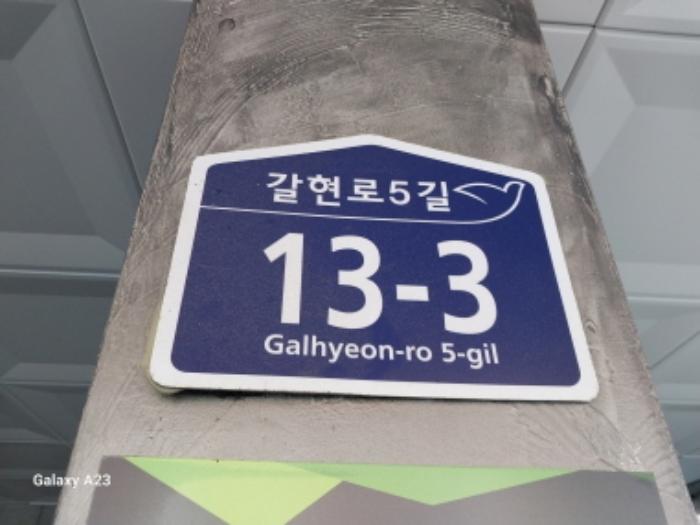 갈현로5길
13-3
Galhyeon-ro 5-gil
Galaxy A23